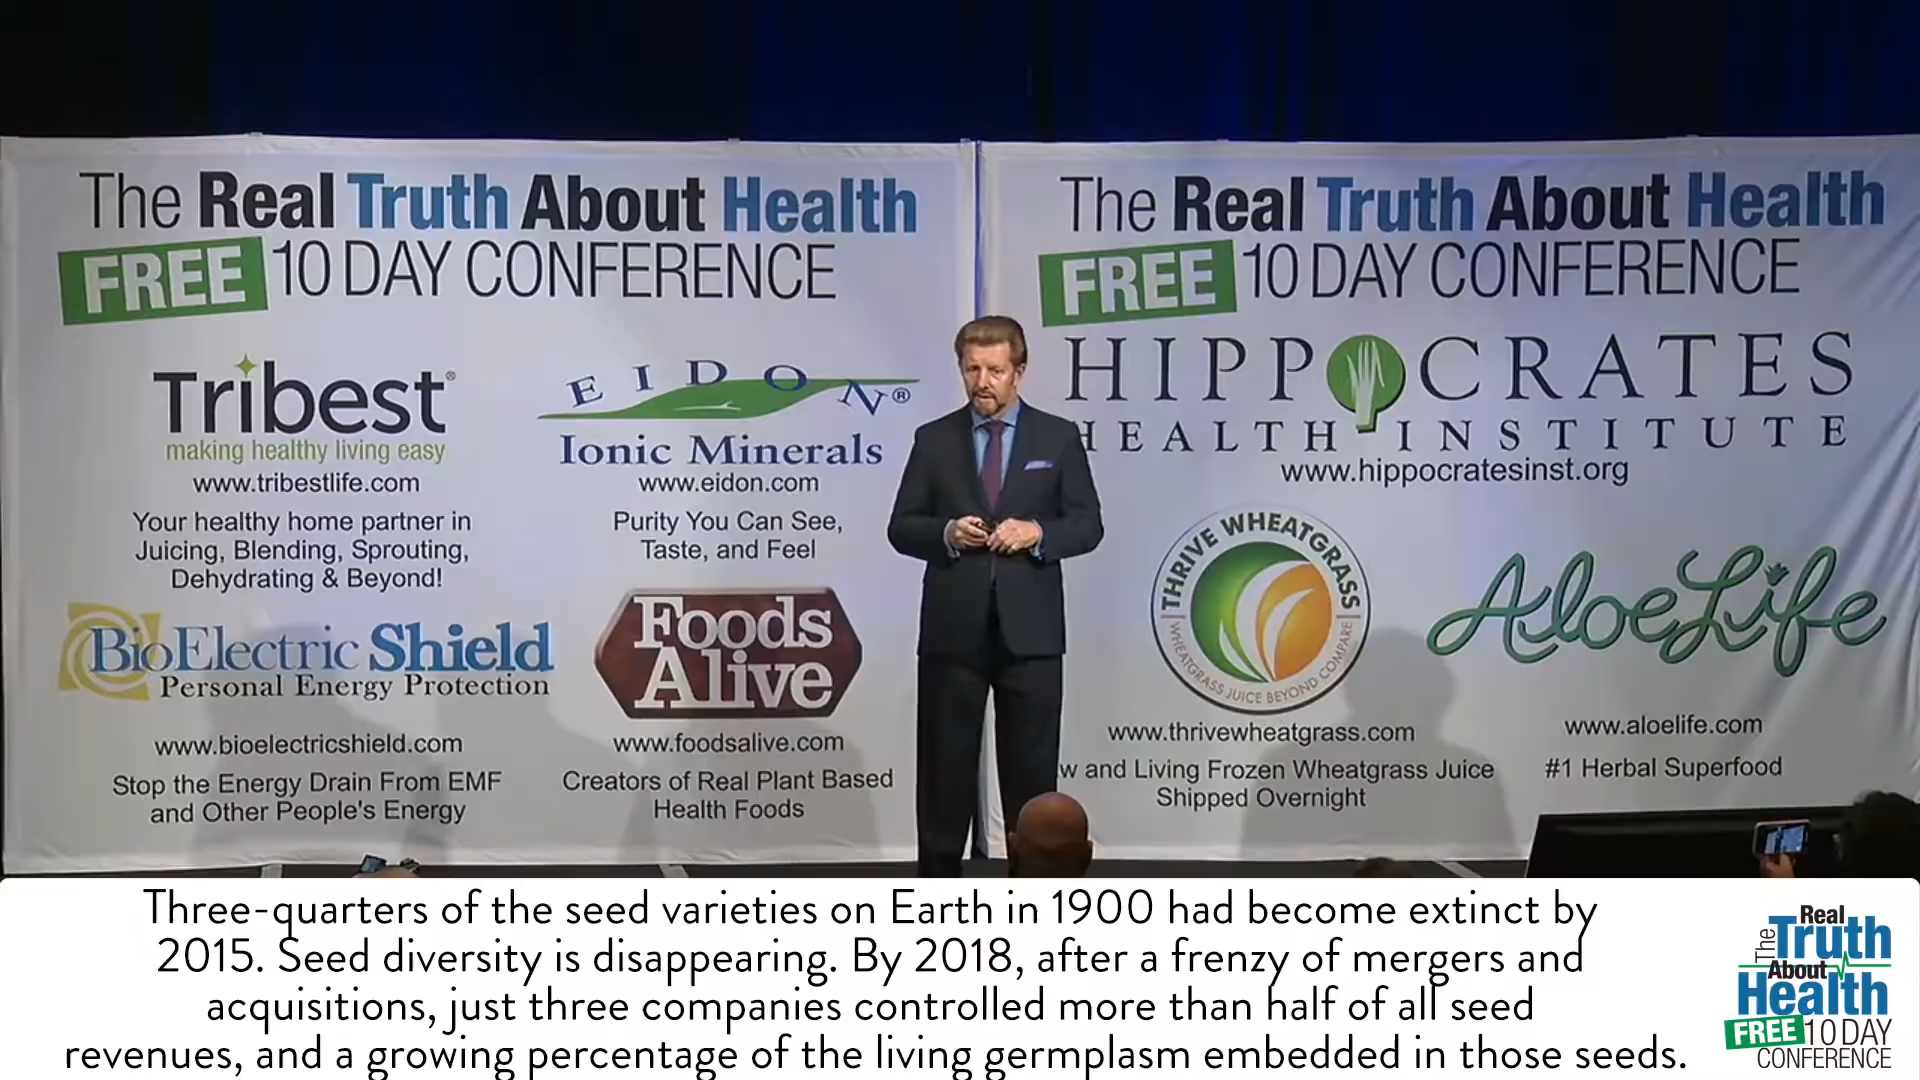 The Real Truth About Health
FREE 10 DAY CONFERENCE
Tribest®
making healthy living easy
www.tribestlife.com
Your healthy home partner in
Juicing, Blending, Sprouting,
Dehydrating & Beyond!
EIDON®
Ionic Minerals
www.eidon.com
Purity You Can See,
Taste, and Feel
BioElectric Shield
Personal Energy Protection
www.bioelectricshield.com
Stop the Energy Drain From EMF
and Other People's Energy
Foods
Alive
www.foodsalive.com
Creators of Real Plant Based
Health Foods
The Real Truth About Health
FREE 10 DAY CONFERENCE
HIPPOCRATES
HEALTH INSTITUTE
www.hippocratesinst.org
THRIVE WHEATGRASS
WHEATGRASS JUICE BEYOND COMPARE
www.thrivewheatgrass.com
w and Living Frozen Wheatgrass Juice
Shipped Overnight
AloeLife
www.aloelife.com
#1 Herbal Superfood
Three-quarters of the seed varieties on Earth in 1900 had become extinct by
2015. Seed diversity is disappearing. By 2018, after a frenzy of mergers and
acquisitions, just three companies controlled more than half of all seed
revenues, and a growing percentage of the living germplasm embedded in those seeds.
The Real
Truth
About
Health
FREE 10 DAY
CONFERENCE